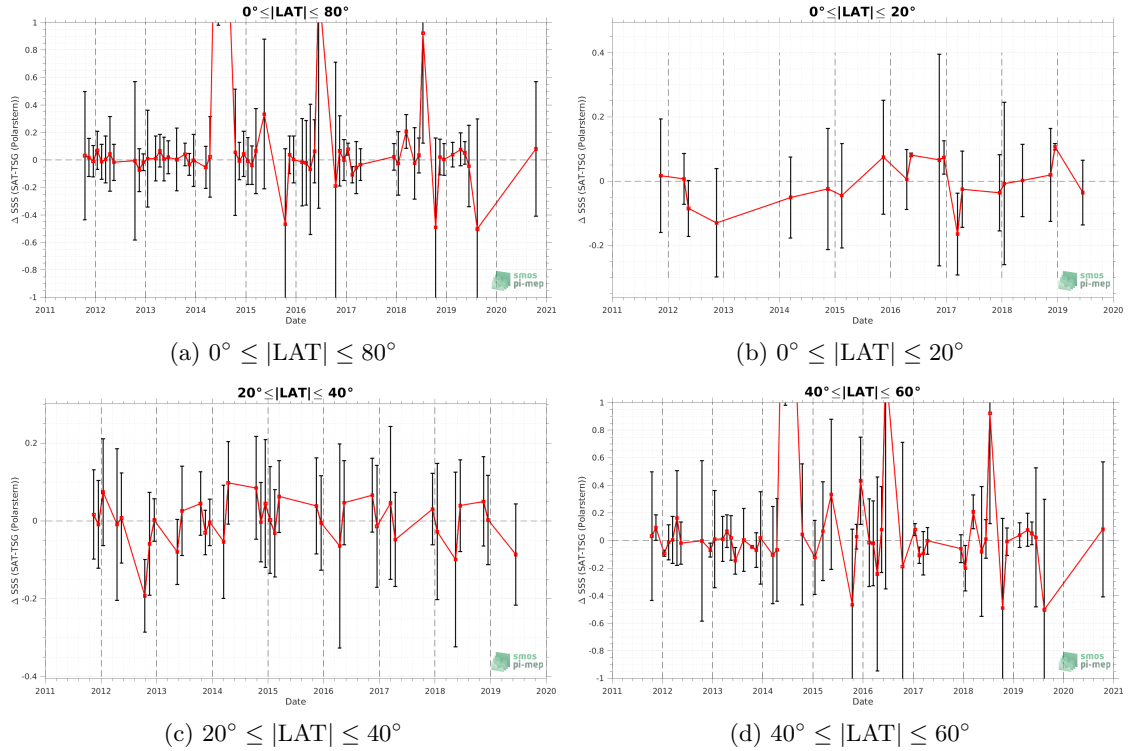 0°≤|LAT|≤ 80°
Δ SSS (SAT-TSG (Polarstern))
1
0.8
0.6
0.4
0.2
0
-0.2
-0.4
-0.6
-0.8
-1
2011 2012 2013 2014 2015 2016 2017 2018 2019 2020 2021
Date
smos
pi-mep
(a) 0° ≤ |LAT| ≤ 80°
0°≤|LAT|≤ 20°
Δ SSS (SAT-TSG (Polarstern))
0.4
0.2
0
-0.2
2011 2012 2013 2014 2015 2016 2017 2018 2019 2020
Date
smos
pi-mep
(b) 0° ≤ |LAT| ≤ 20°
20°≤|LAT|≤ 40°
Δ SSS (SAT-TSG (Polarstern))
0.2
0
-0.2
-0.4
2011 2012 2013 2014 2015 2016 2017 2018 2019 2020
Date
smos
pi-mep
(c) 20° ≤ |LAT| ≤ 40°
40°≤|LAT|≤ 60°
Δ SSS (SAT-TSG (Polarstern))
1
0.8
0.6
0.4
0.2
0
-0.2
-0.4
-0.6
-0.8
-1
2011 2012 2013 2014 2015 2016 2017 2018 2019 2020 2021
Date
smos
pi-mep
(d) 40° ≤ |LAT| ≤ 60°